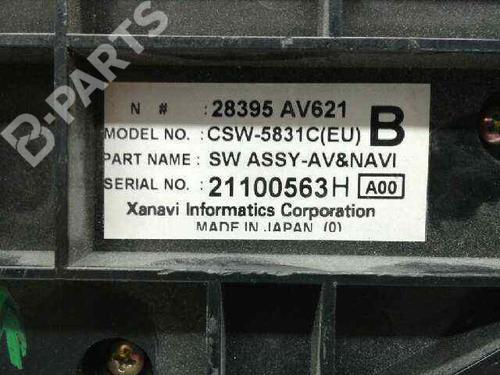 B-PARTS
N # : 28395 AV621
MODEL NO. : CSW-5831C(EU) B
PART NAME : SW ASSY-AV&NAVI
SERIAL NO. : 21100563H A00
Xanavi Informatics Corporation
MADE IN JAPAN (0)
B-PARTS